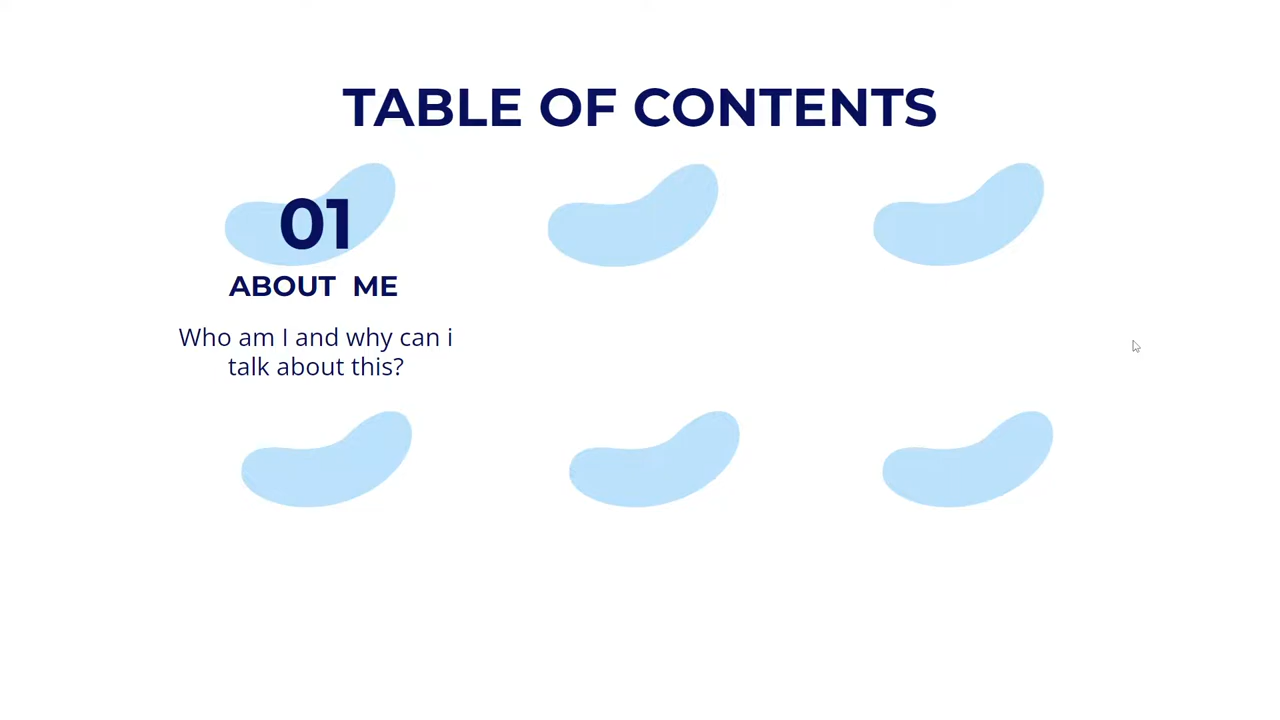 TABLE OF CONTENTS
01
ABOUT ME
Who am I and why can i
talk about this?